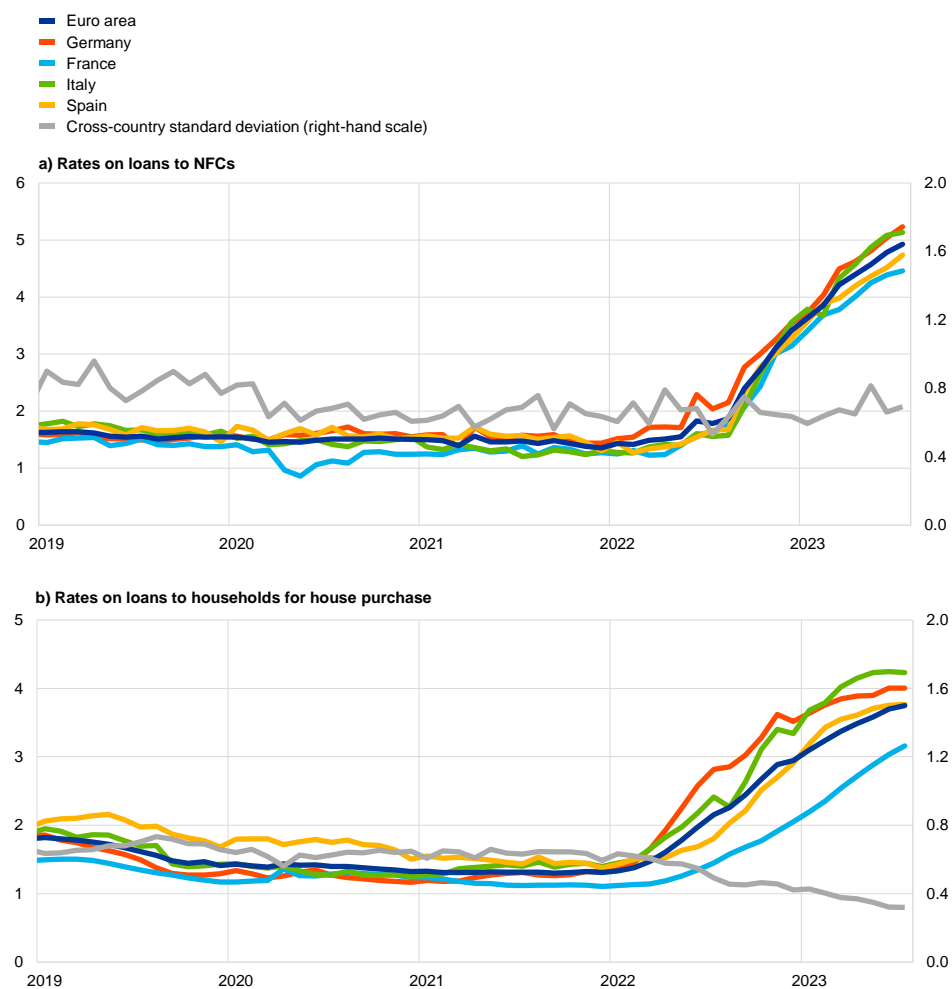 Euro area
Germany
France
Italy
Spain
Cross-country standard deviation (right-hand scale)
a) Rates on loans to NFCs
6 2.0
5 1.6
4
1.2
3
0.8
2
0.4
1
0 0.0
2019 2020 2021 2022 2023
b) Rates on loans to households for house purchase
5 2.0
4 1.6
3 1.2
2 0.8
1 0.4
0 0.0
2019 2020 2021 2022 2023